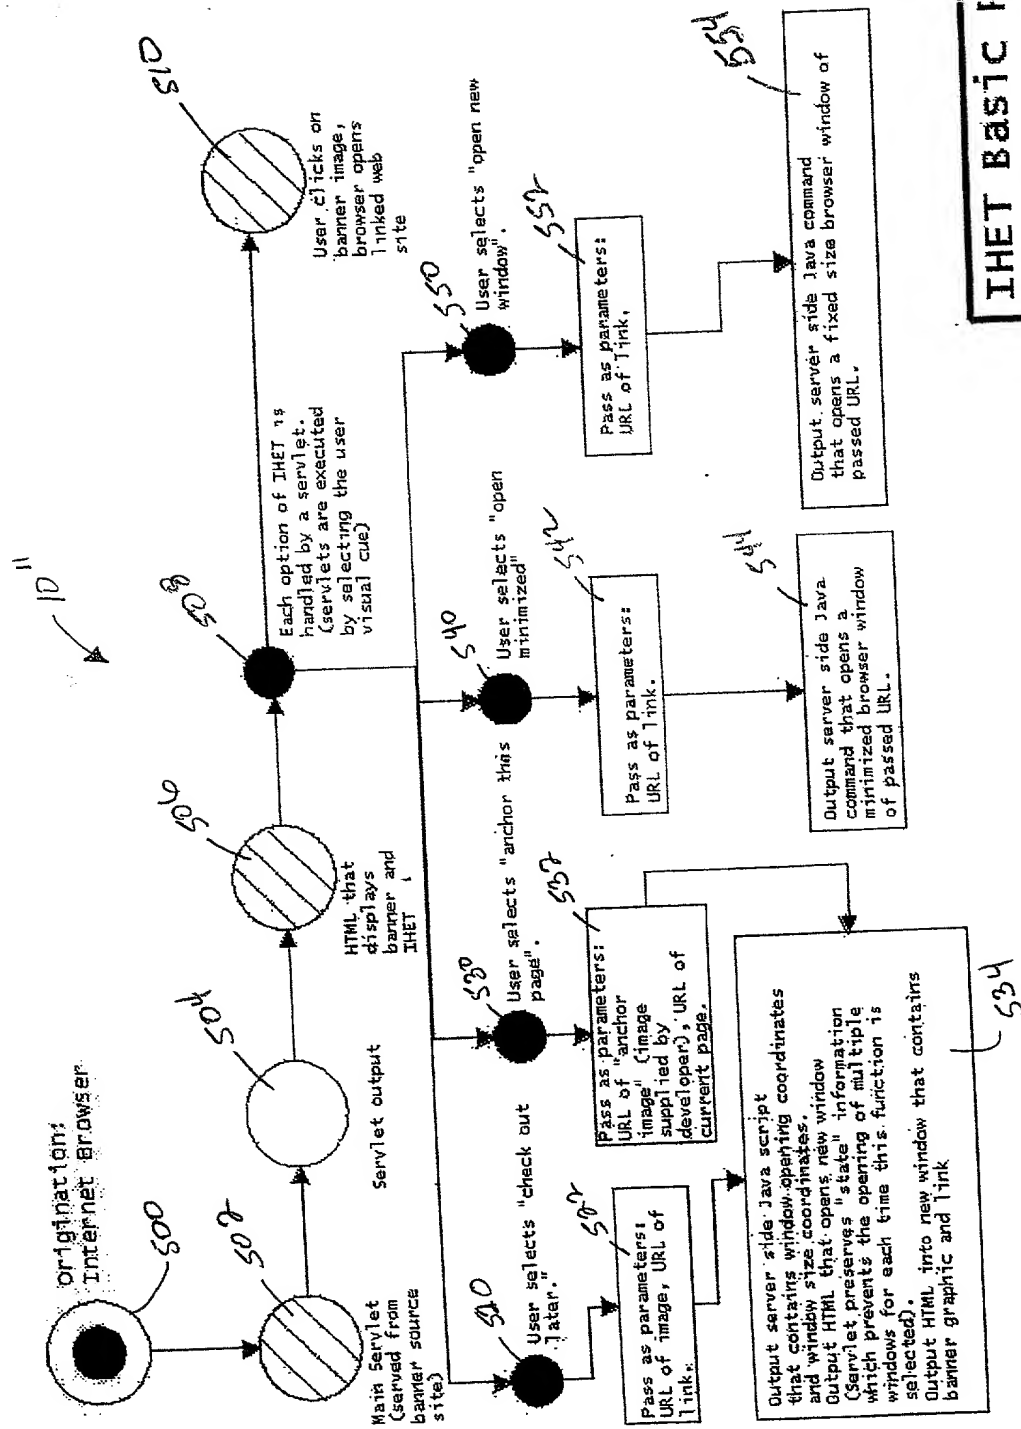 10"
Origination:
Internet Browser
500
502
Main Servlet
(served from
banner source
site)
504
Servlet output
506
HTML that
displays
banner and
IHET
508
Each option of IHET is
handled by a servlet.
(servlets are executed
by selecting the user
visual cue)
510
User clicks on
banner image,
browser opens
linked web
site
520
User selects "check out
later."
522
Pass as parameters:
URL of image, URL of
link.
530
User selects "anchor this
page".
532
Pass as parameters:
URL of "anchor
image" (image
supplied by
developer), URL of
current page.
534
Output server side Java script
that contains window opening coordinates
and window size coordinates.
Output HTML that opens new window
(Servlet preserves "state" information
which prevents the opening of multiple
windows for each time this function is
selected).
Output HTML into new window that contains
banner graphic and link
540
User selects "open
minimized"
542
Pass as parameters:
URL of link.
544
Output server side Java
command that opens a
minimized browser window
of passed URL.
550
User selects "open new
window".
552
Pass as parameters:
URL of link.
554
Output server side Java command
that opens a fixed size browser window of
passed URL.
IHET Basic